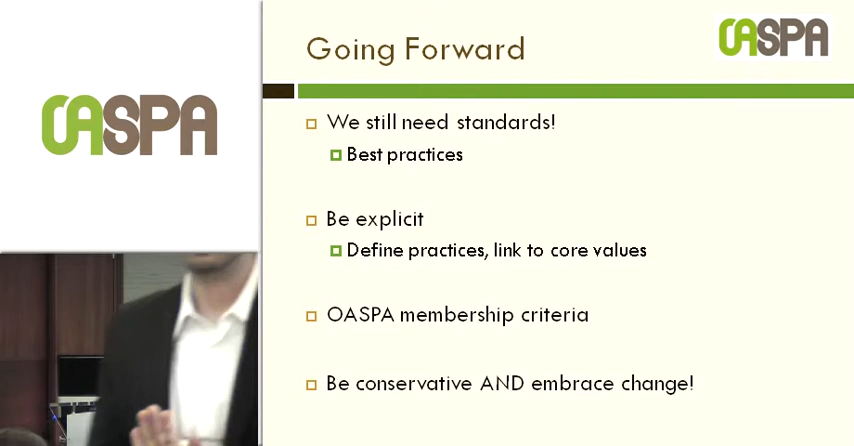 OASPA
Going Forward
OASPA
We still need standards!
Best practices
Be explicit
Define practices, link to core values
OASPA membership criteria
Be conservative AND embrace change!